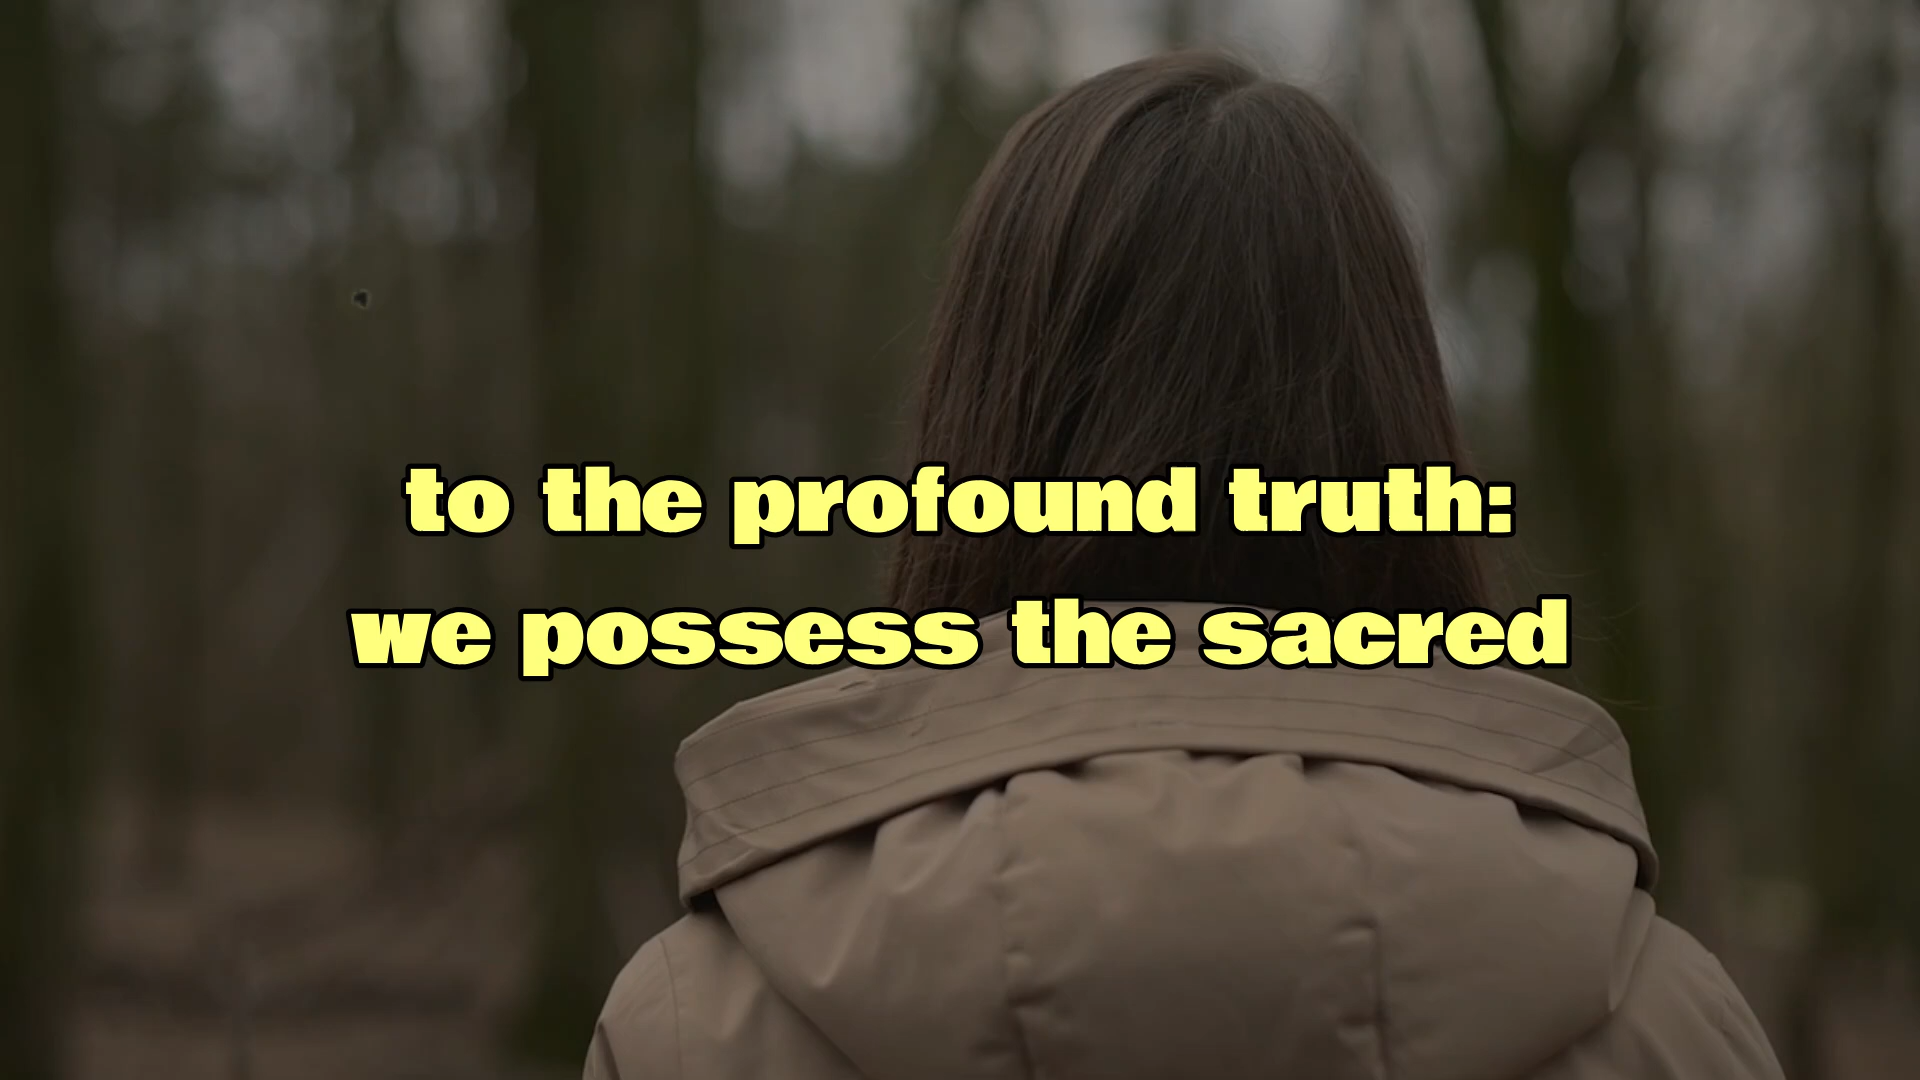 to the profound truth:
we possess the sacred